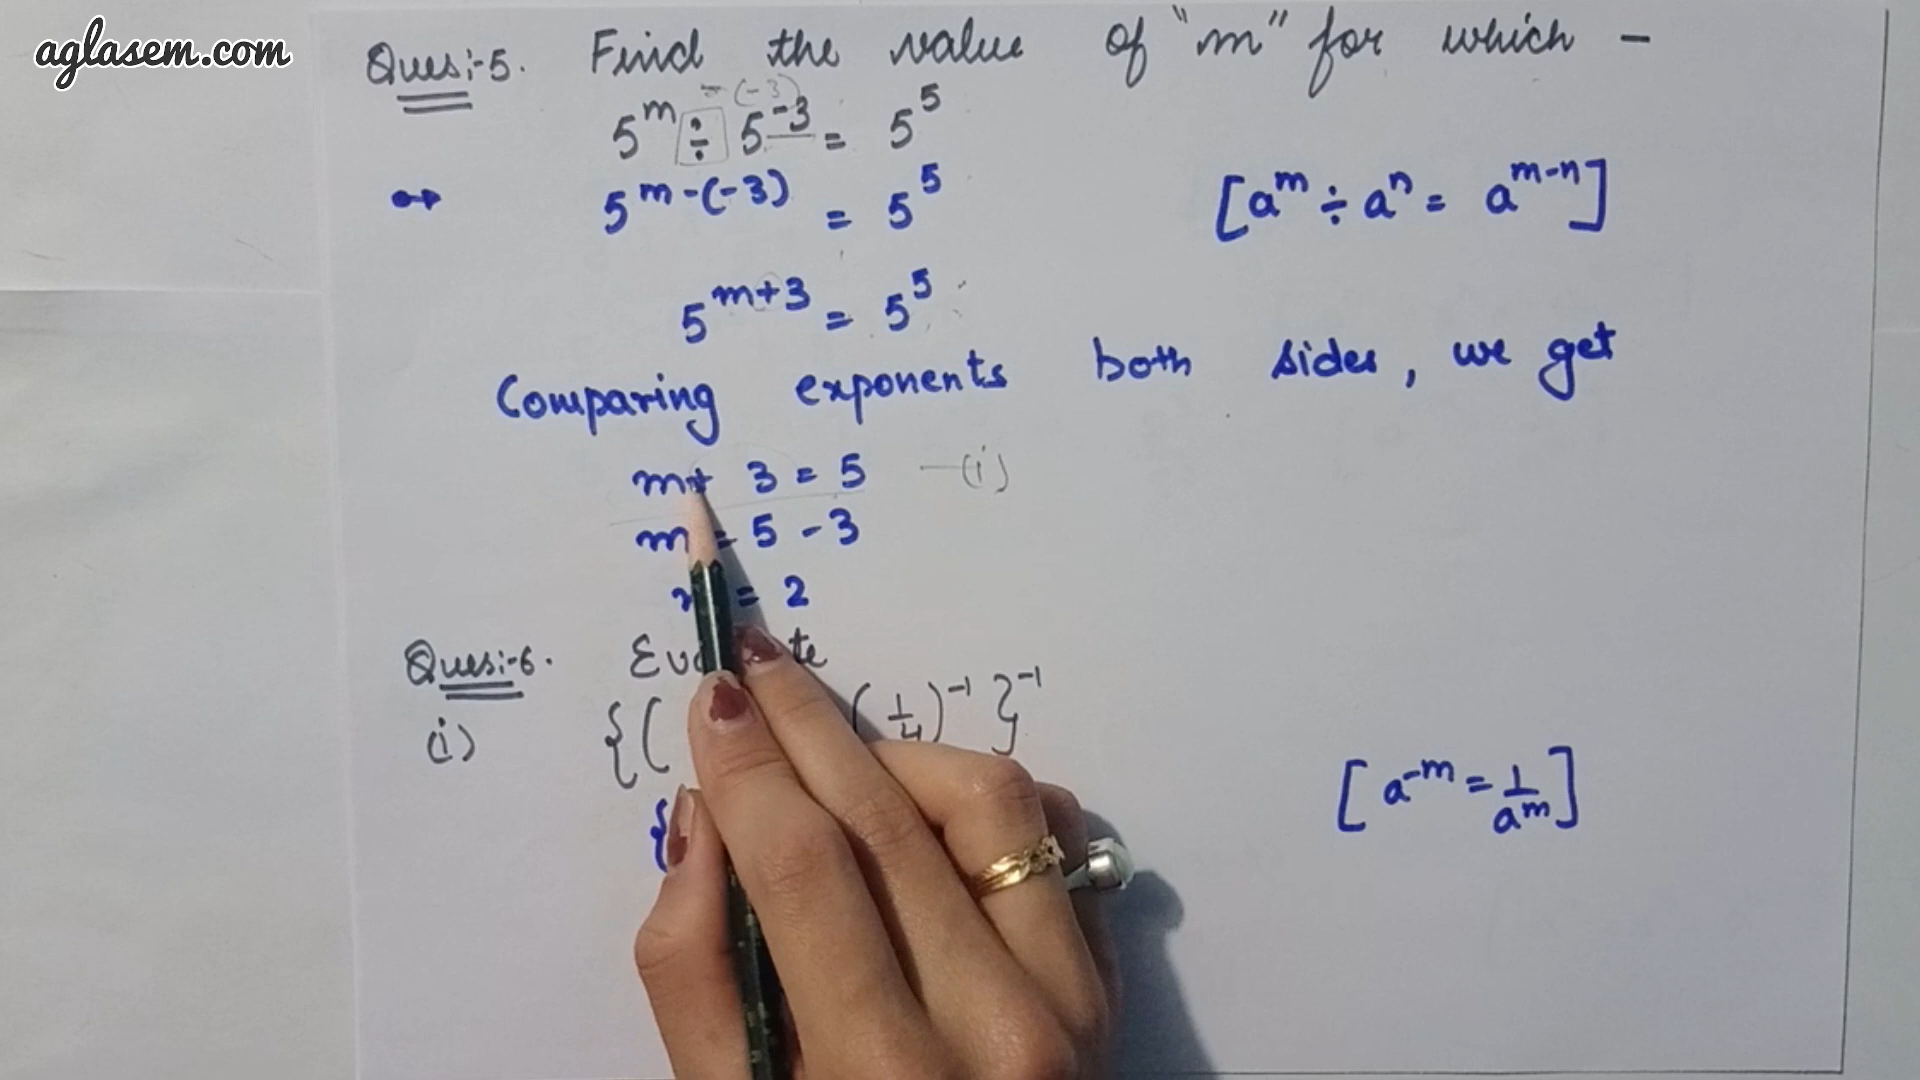 aglasem.com
Ques:-5. Find the value of "m" for which -
-(-3)
5^m ÷ 5^-3 = 5^5
5^m-(-3) = 5^5 [a^m ÷ a^n = a^m-n]
5^m+3 = 5^5
Comparing exponents both sides, we get
m+ 3 = 5 —(i)
m = 5 - 3
= 2
Ques:-6.
(i) {( (1/4)^-1 }^-1
{ [a^-m = 1/a^m]